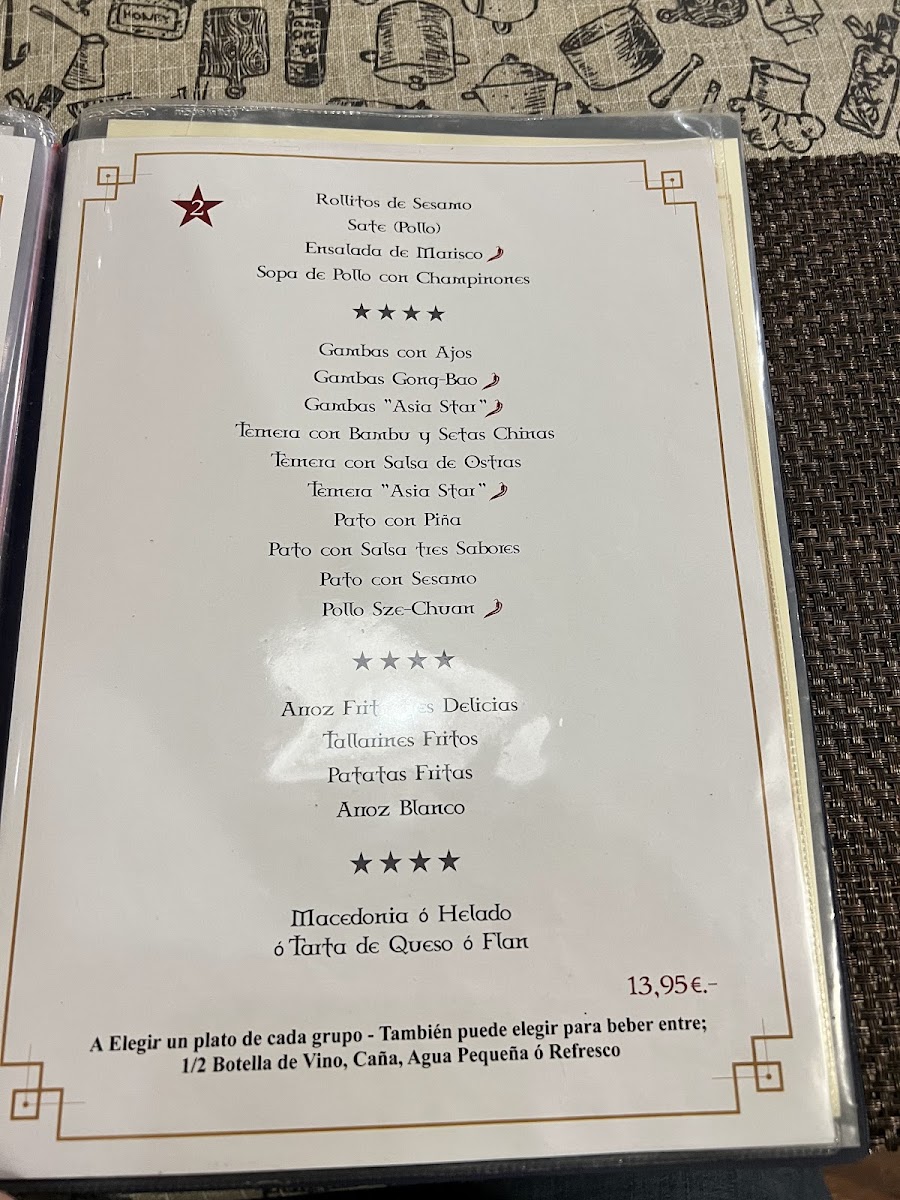 HONEY
2
Rollitos de Sesamo
Sate (Pollo)
Ensalada de Marisco
Sopa de Pollo con Champinones
Gambas con Ajos
Gambas Gong-Bao
Gambas "Asia Star"
Ternera con Bambu y Setas Chinas
Ternera con Salsa de Ostras
Ternera "Asia Star"
Pato con Piña
Pato con Salsa tres Sabores
Pato con Sesamo
Pollo Sze-Chuan
Arroz Delicias
Tallarines Fritos
Patatas Fritas
Arroz Blanco
Macedonia ó Helado
ó Tarta de Queso ó Flan
13,95€.-
A Elegir un plato de cada grupo - También puede elegir para beber entre;
1/2 Botella de Vino, Caña, Agua Pequeña ó Refresco